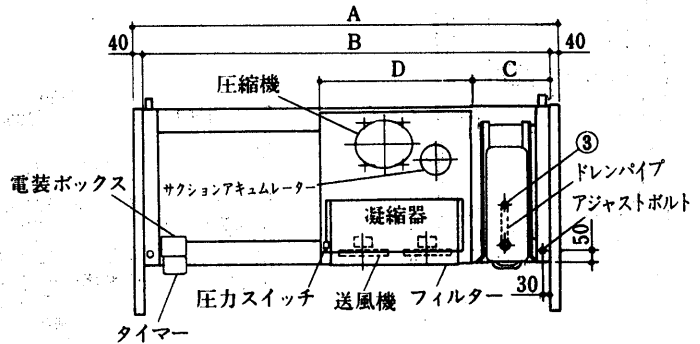 A
40
B
40
D
C
圧縮機
③
電装ボックス
サクションアキュムレーター
ドレンパイプ
アジャストボルト
凝縮器
50
30
圧力スイッチ
送風機
フィルター
タイマー